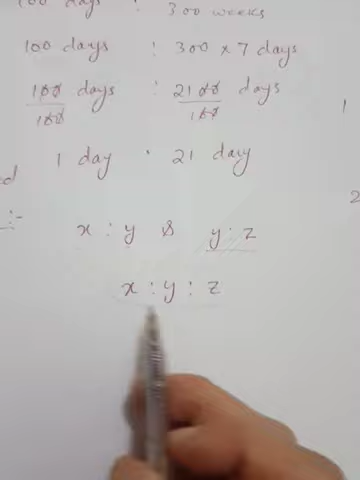 100 days : 300 weeks
100 days : 300 x 7 days
100/100 days : 2100/100 days
1 day : 21 day
x : y & y : z
x : y : z